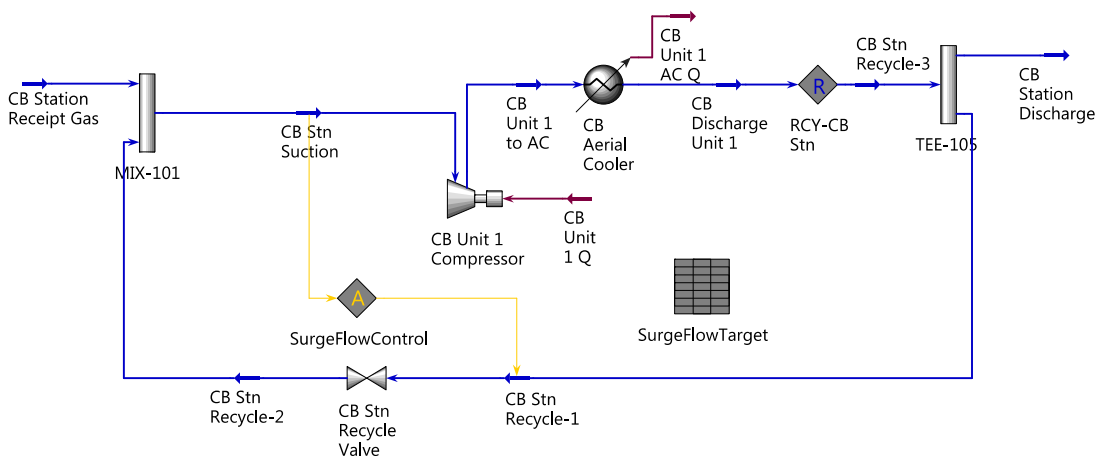 CB Station
Receipt Gas
MIX-101
CB Stn
Suction
CB Unit 1
Compressor
CB
Unit
1 Q
CB
Unit 1
to AC
CB
Aerial
Cooler
CB
Unit 1
AC Q
CB
Discharge
Unit 1
R
RCY-CB
Stn
CB Stn
Recycle-3
TEE-105
CB
Station
Discharge
A
SurgeFlowControl
SurgeFlowTarget
CB Stn
Recycle-2
CB Stn
Recycle
Valve
CB Stn
Recycle-1